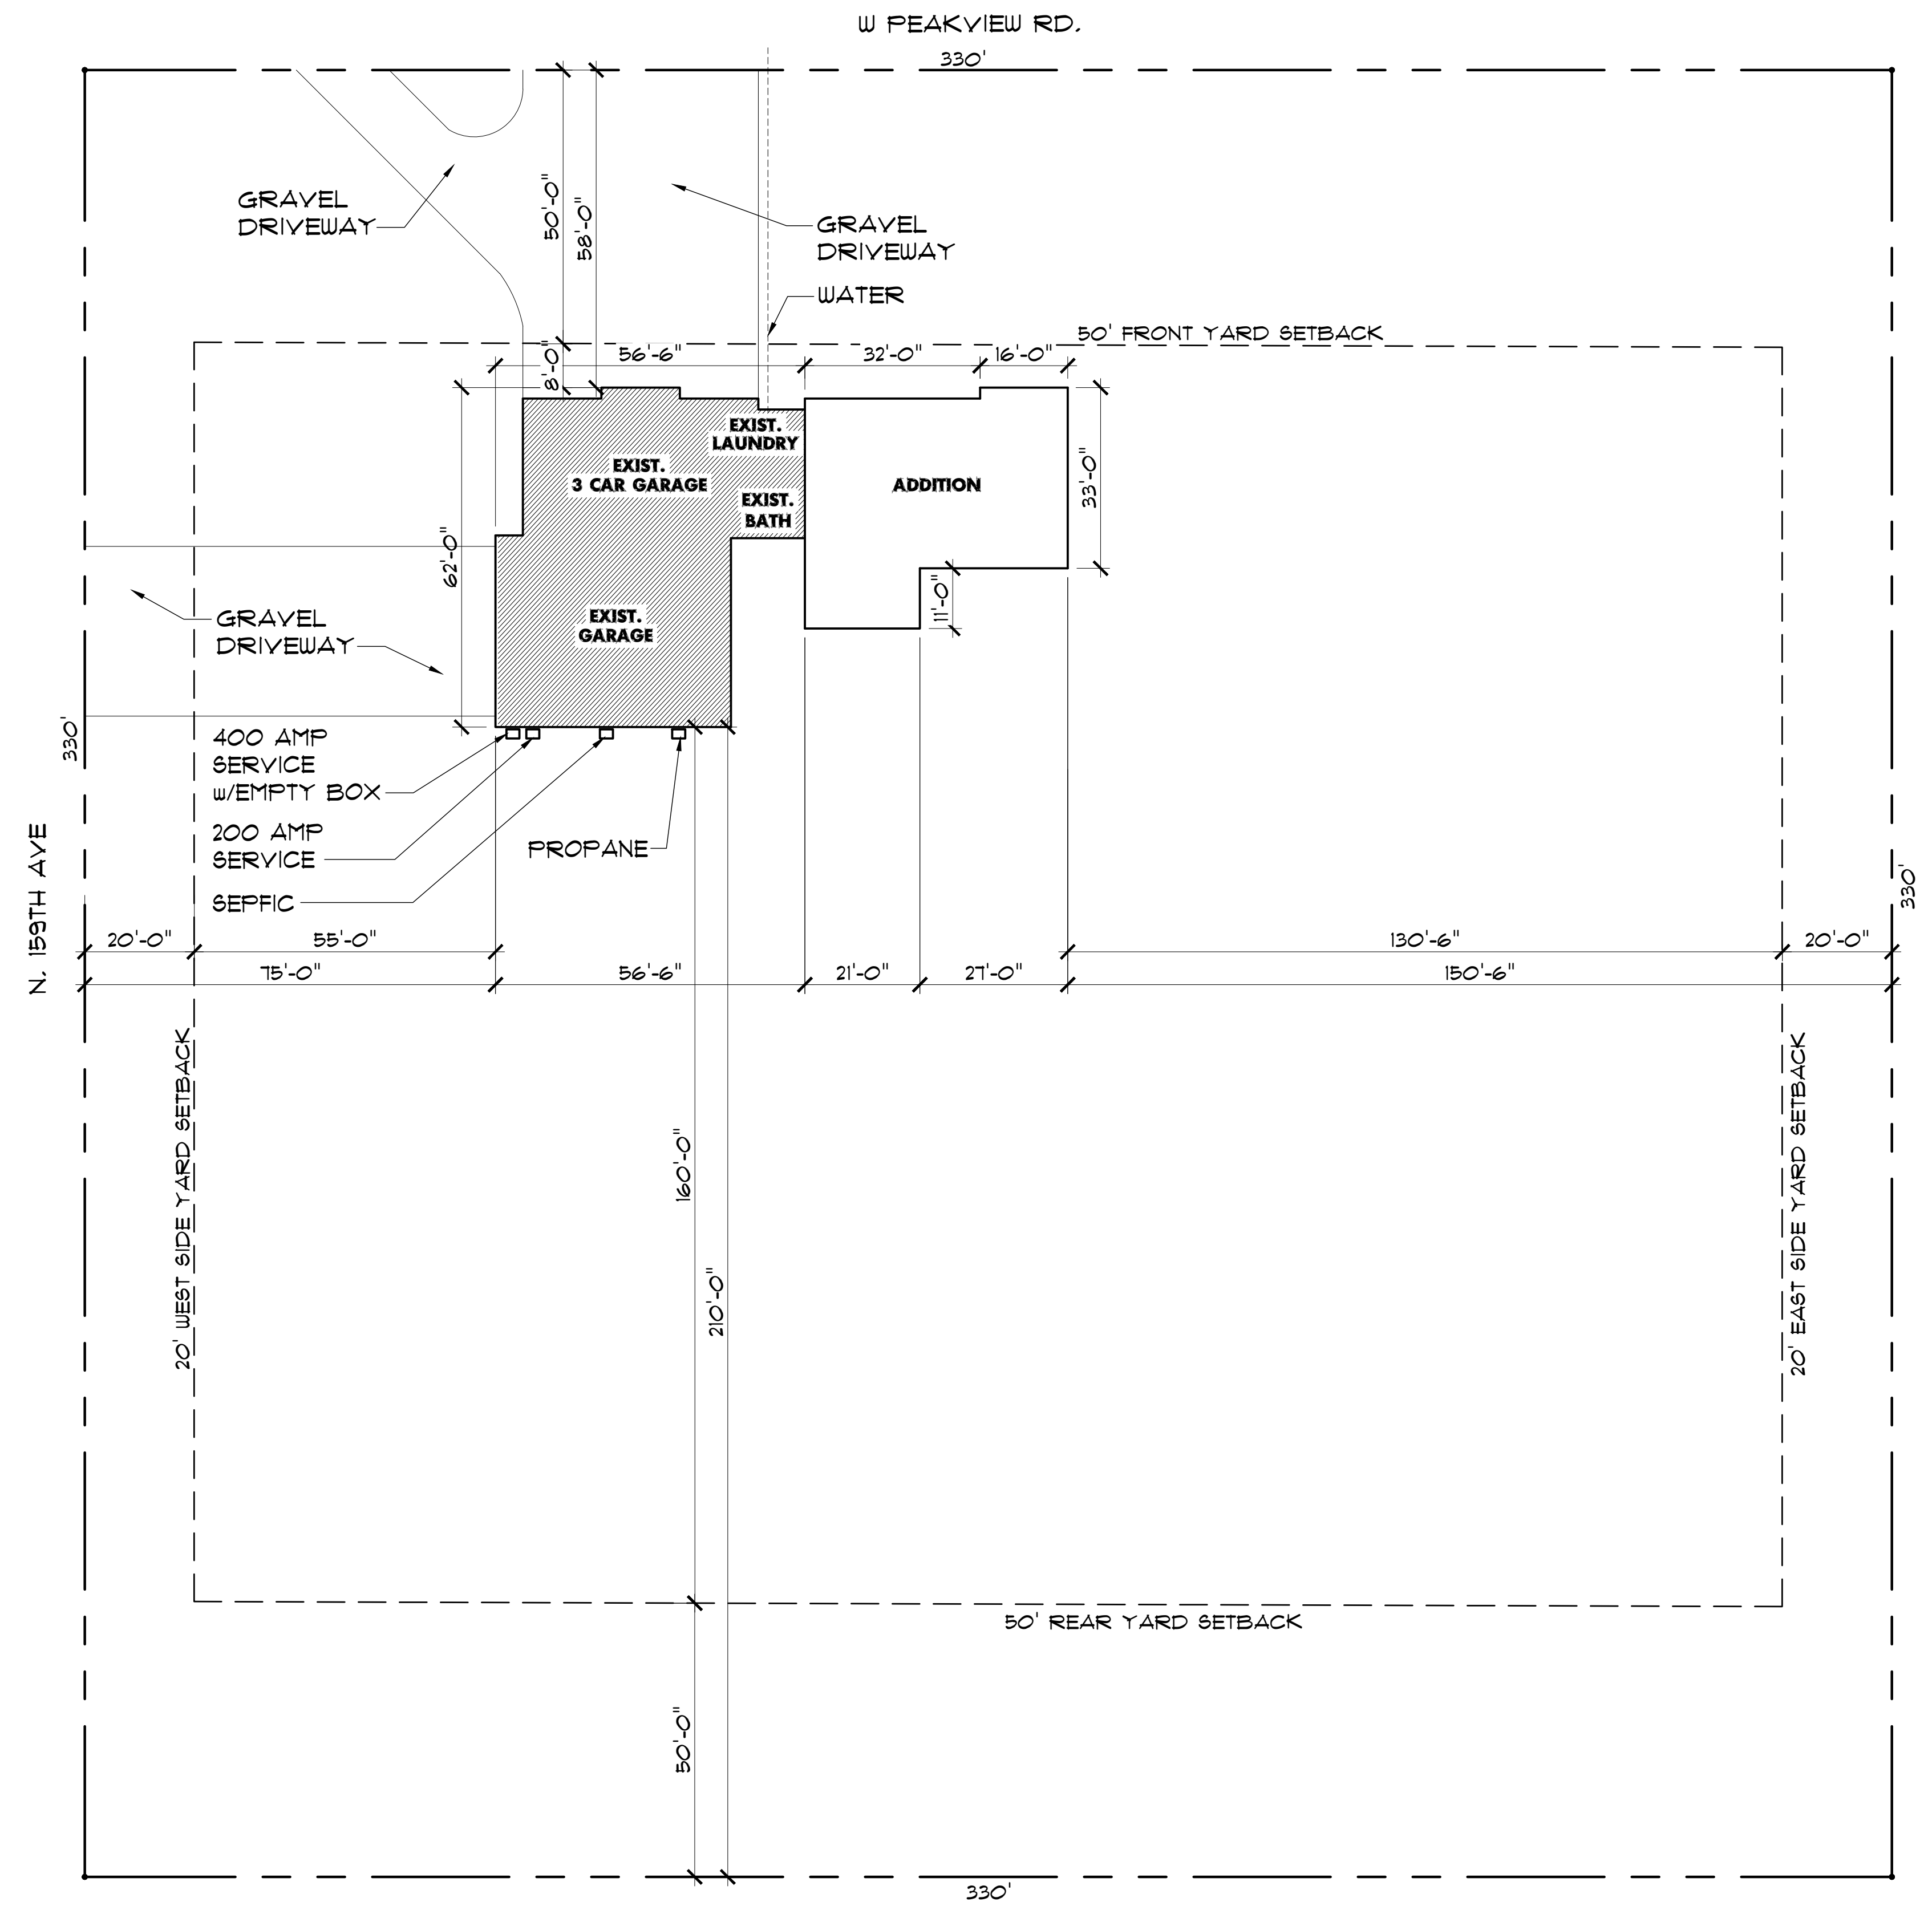 W PEAKVIEW RD.
330'
GRAVEL
DRIVEWAY
50'-0"
58'-0"
GRAVEL
DRIVEWAY
WATER
50' FRONT YARD SETBACK
8'-0"
56'-6"
32'-0"
16'-0"
EXIST.
LAUNDRY
EXIST.
3 CAR GARAGE
EXIST.
BATH
ADDITION
33'-0"
62'-0"
11'-0"
EXIST.
GARAGE
GRAVEL
DRIVEWAY
330'
400 AMP
SERVICE
w/EMPTY BOX
200 AMP
SERVICE
SEPFIC
PROPANE
N. 159TH AVE
330'
20'-0"
55'-0"
130'-6"
20'-0"
75'-0"
56'-6"
21'-0"
27'-0"
150'-6"
20' WEST SIDE YARD SETBACK
160'-0"
210'-0"
20' EAST SIDE YARD SETBACK
50' REAR YARD SETBACK
50'-0"
330'